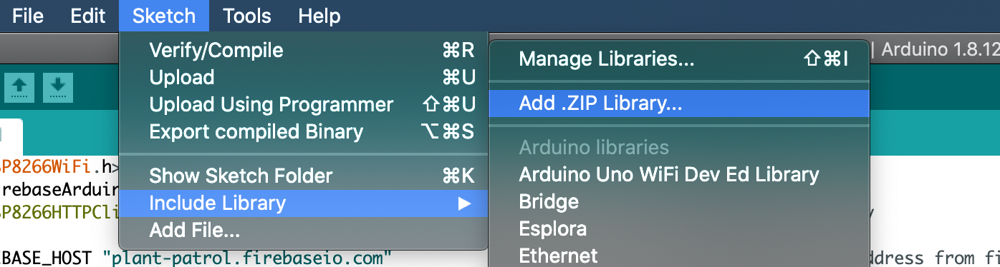 File Edit Sketch Tools Help
| Arduino 1.8.12
Verify/Compile ⌘R
Upload ⌘U
Upload Using Programmer ⇧⌘U
Export compiled Binary ⌥⌘S
Show Sketch Folder ⌘K
Include Library ▶
Add File...
Manage Libraries... ⇧⌘I
Add .ZIP Library...
Arduino libraries
Arduino Uno WiFi Dev Ed Library
Bridge
Esplora
Ethernet
P8266WiFi.h>
rebaseArduir
P8266HTTPCli
EBASE_HOST "plant-patrol.firebaseio.com" ddress from fi